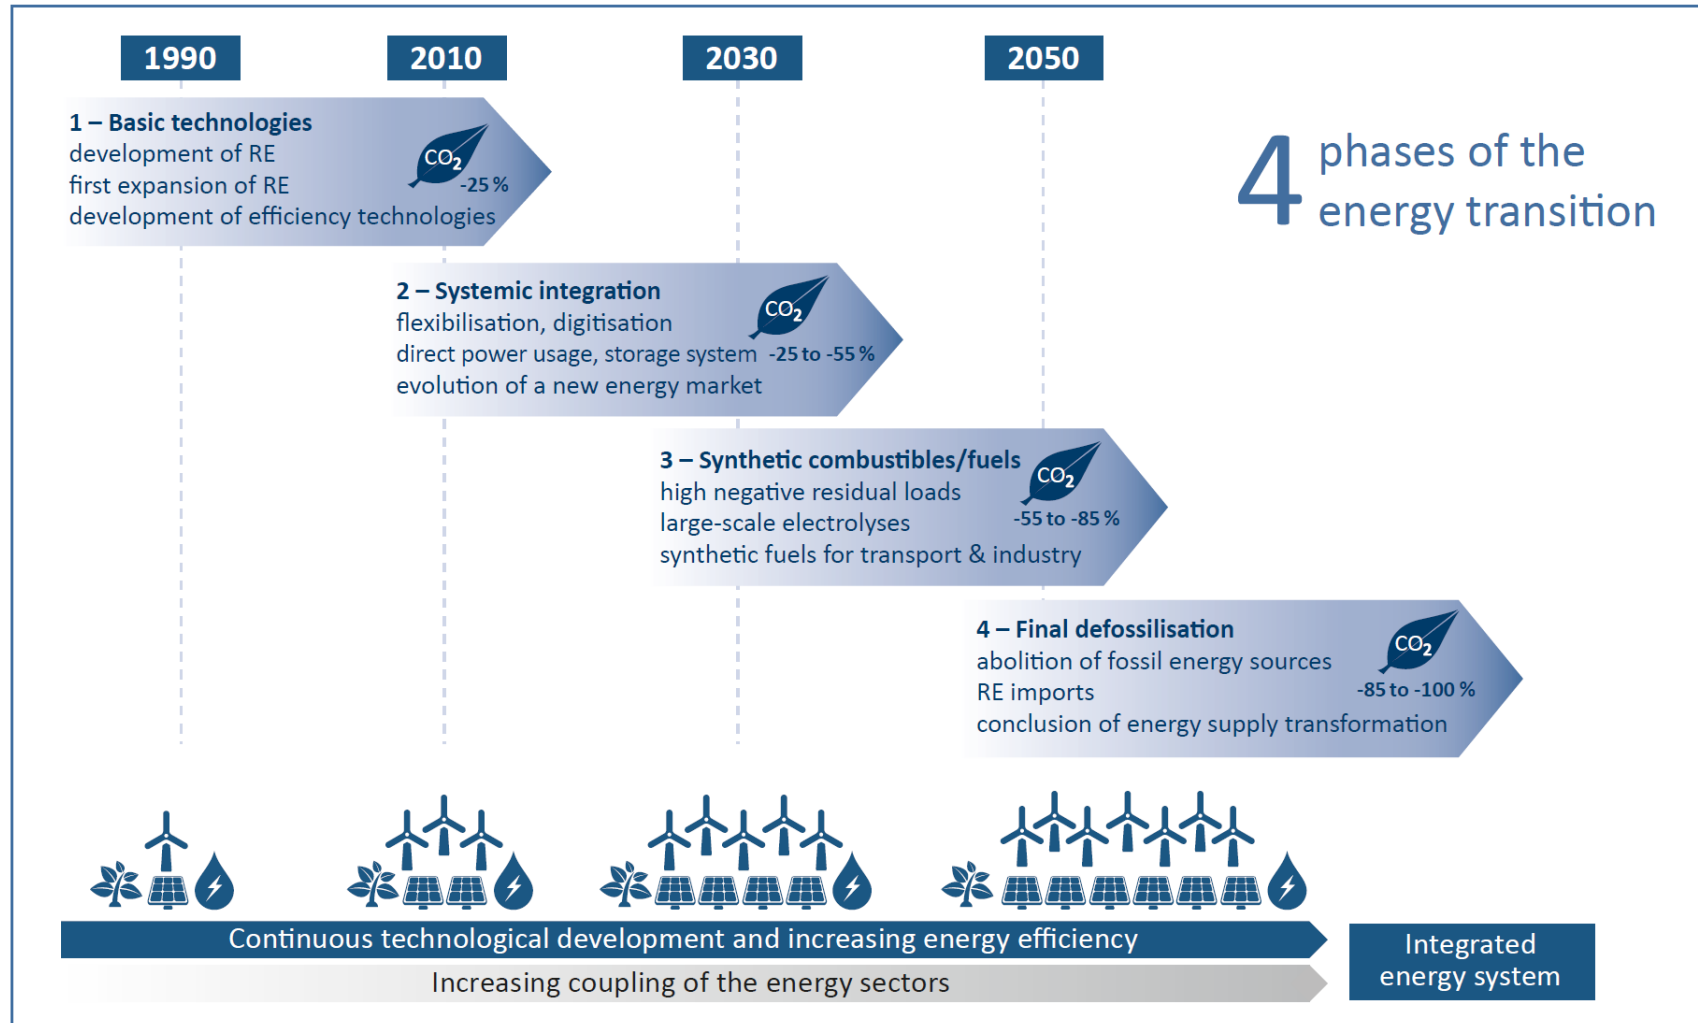 1990
2010
2030
2050
4 phases of the
energy transition
1 – Basic technologies
development of RE
first expansion of RE
development of efficiency technologies
CO2
-25 %
2 – Systemic integration
flexibilisation, digitisation
direct power usage, storage system
evolution of a new energy market
CO2
-25 to -55 %
3 – Synthetic combustibles/fuels
high negative residual loads
large-scale electrolyses
synthetic fuels for transport & industry
CO2
-55 to -85 %
4 – Final defossilisation
abolition of fossil energy sources
RE imports
conclusion of energy supply transformation
CO2
-85 to -100 %
Continuous technological development and increasing energy efficiency
Increasing coupling of the energy sectors
Integrated
energy system